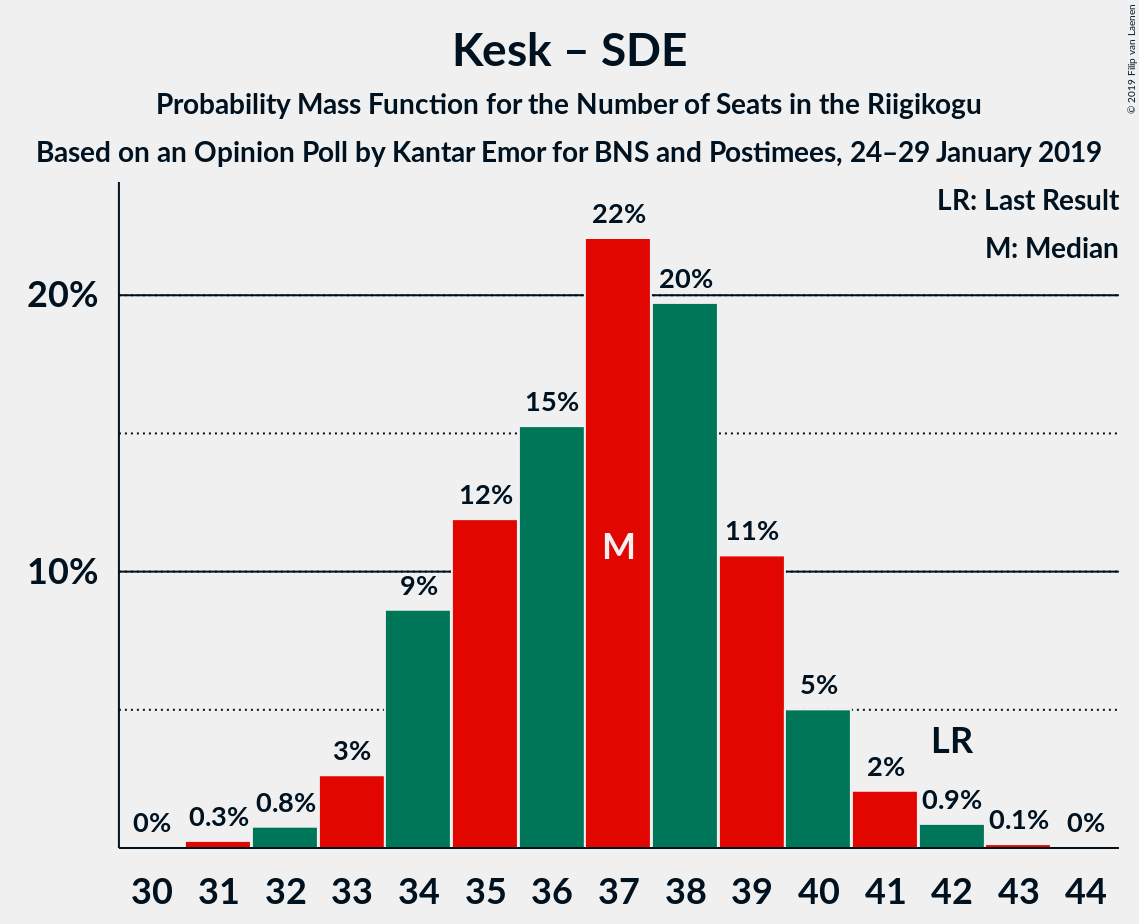 Kesk – SDE
Probability Mass Function for the Number of Seats in the Riigikogu
Based on an Opinion Poll by Kantar Emor for BNS and Postimees, 24–29 January 2019
© 2019 Filip van Laenen
LR: Last Result
M: Median
22%
20%
20%
15%
12%
M
11%
10%
9%
5%
LR
3%
2%
0.8%
0.9%
0%
0.3%
0.1%
0%
30 31 32 33 34 35 36 37 38 39 40 41 42 43 44